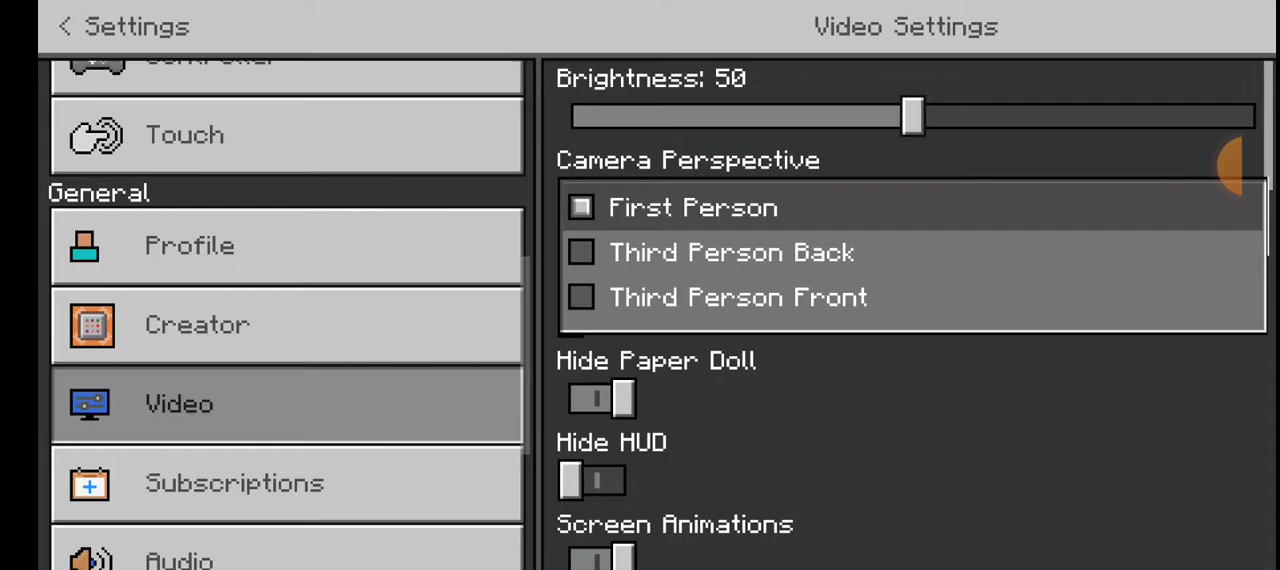 Settings
Video Settings
Controller
Touch
General
Profile
Creator
Video
Subscriptions
Audio
Brightness: 50
Camera Perspective
First Person
Third Person Back
Third Person Front
Hide Paper Doll
Hide HUD
Screen Animations